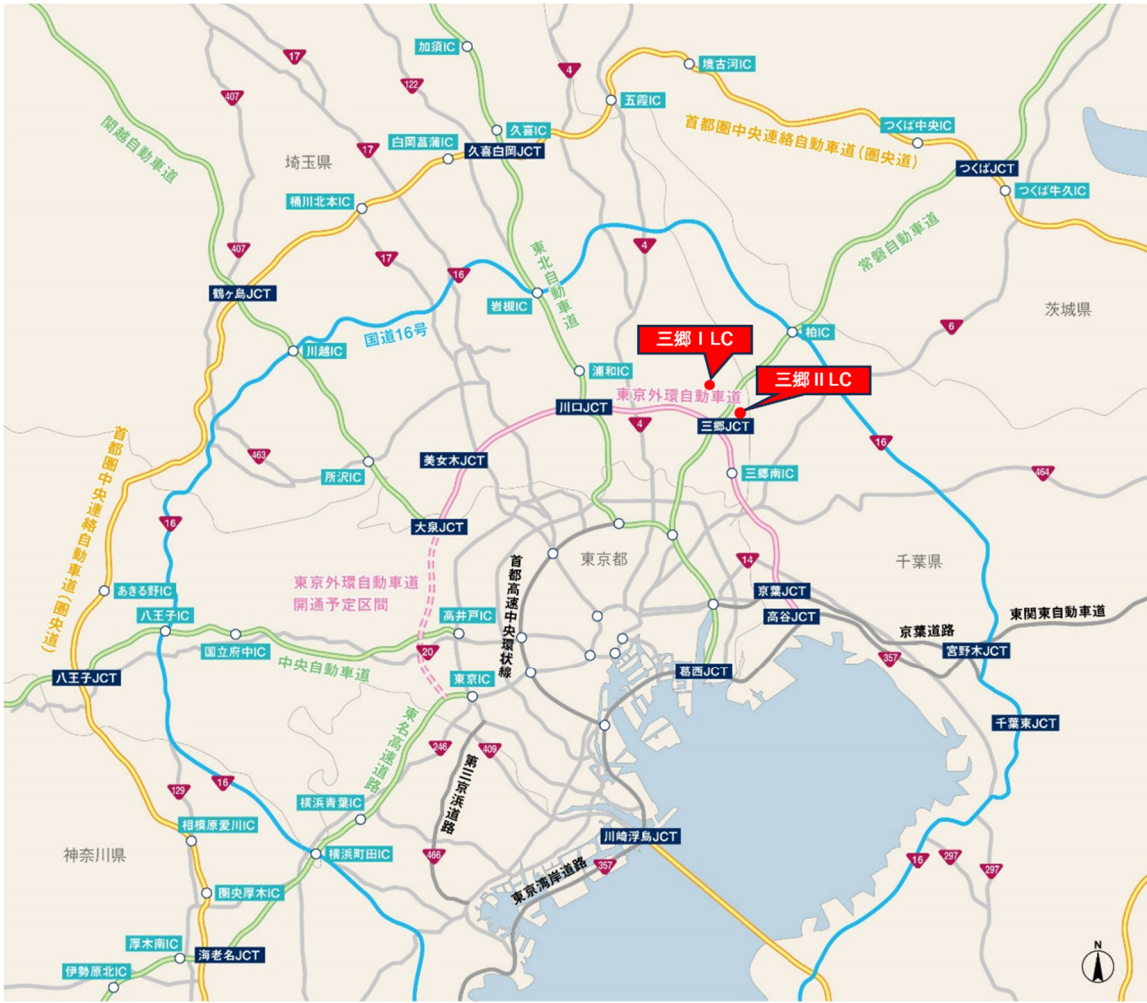 加須IC
17
4
境古河IC
407
122
五霞IC
関越自動車道
久喜IC
首都圏中央連絡自動車道(圏央道)
つくば中央IC
白岡菖蒲IC
久喜白岡JCT
17
埼玉県
つくばJCT
つくば牛久IC
桶川北本IC
常磐自動車道
407
17
4
東北自動車道
16
鶴ヶ島JCT
岩槻IC
茨城県
国道16号
6
柏IC
三郷ⅠLC
川越IC
浦和IC
三郷ⅡLC
東京外環自動車道
川口JCT
4
三郷JCT
首都圏中央連絡自動車道(圏央道)
16
463
美女木JCT
所沢IC
三郷南IC
464
16
大泉JCT
首都高速中央環状線
東京都
14
千葉県
東京外環自動車道
開通予定区間
あきる野IC
京葉JCT
八王子IC
高井戸IC
高谷JCT
東関東自動車道
京葉道路
国立府中IC
20
357
宮野木JCT
中央自動車道
八王子JCT
東京IC
葛西JCT
東名高速道路
千葉東JCT
246
409
第三京浜道路
16
129
横浜青葉IC
相模原愛川IC
川崎浮島JCT
神奈川県
横浜町田IC
466
東京湾岸道路
357
16
297
297
圏央厚木IC
厚木南IC
海老名JCT
伊勢原北IC
N